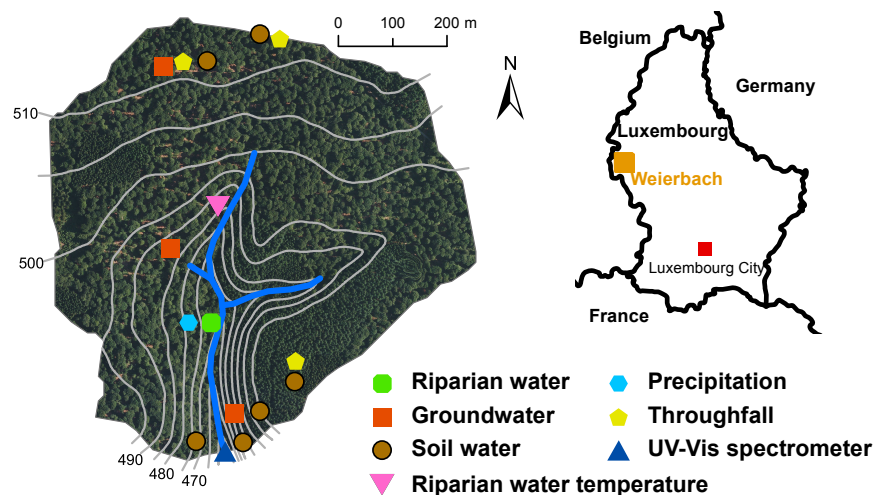 0 100 200 m
N
510
500
490
480
470
Belgium
Germany
Luxembourg
Weierbach
Luxembourg City
France
Riparian water
Precipitation
Groundwater
Throughfall
Soil water
UV-Vis spectrometer
Riparian water temperature